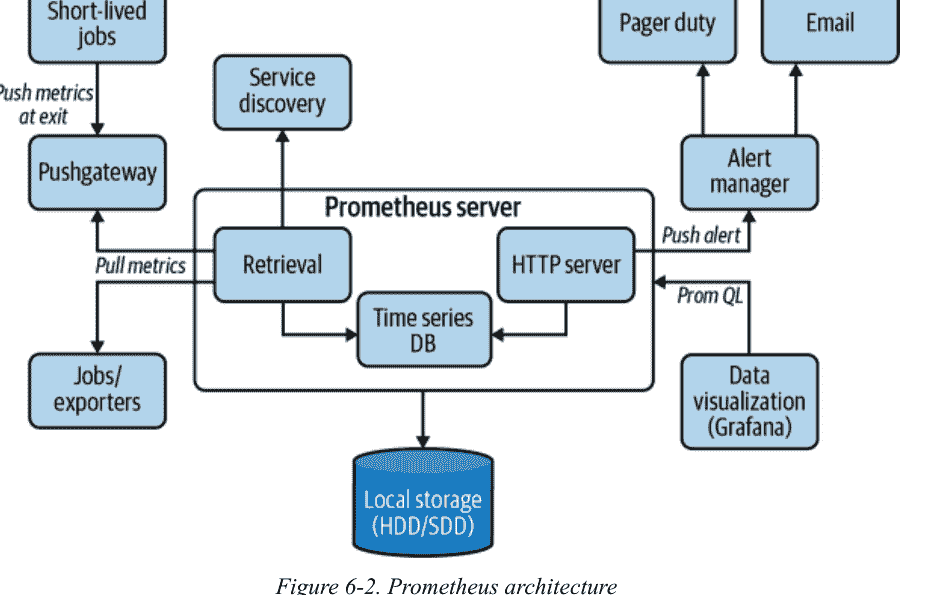 Short-lived
jobs
Pager duty
Email
Push metrics
at exit
Service
discovery
Pushgateway
Alert
manager
Prometheus server
Push alert
Pull metrics
Retrieval
HTTP server
Prom QL
Time series
DB
Jobs/
exporters
Data
visualization
(Grafana)
Local storage
(HDD/SDD)
Figure 6-2. Prometheus architecture